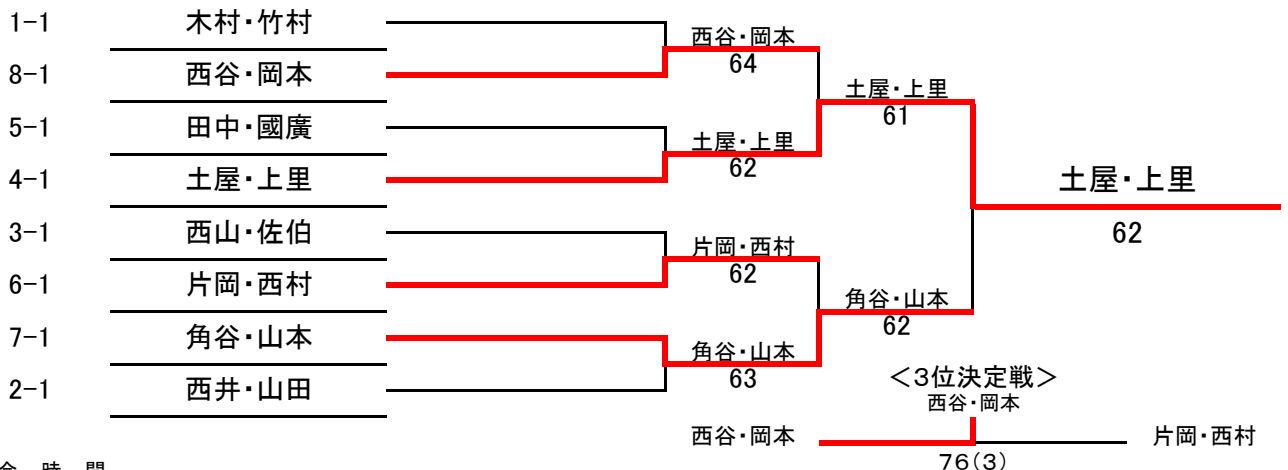 1-1 木村・竹村
西谷・岡本
64
8-1 西谷・岡本
土屋・上里
61
5-1 田中・國廣
土屋・上里
62
4-1 土屋・上里
土屋・上里
62
3-1 西山・佐伯
片岡・西村
62
6-1 片岡・西村
角谷・山本
62
7-1 角谷・山本
角谷・山本
63
2-1 西井・山田
<3位決定戦>
西谷・岡本
西谷・岡本 片岡・西村
76(3)